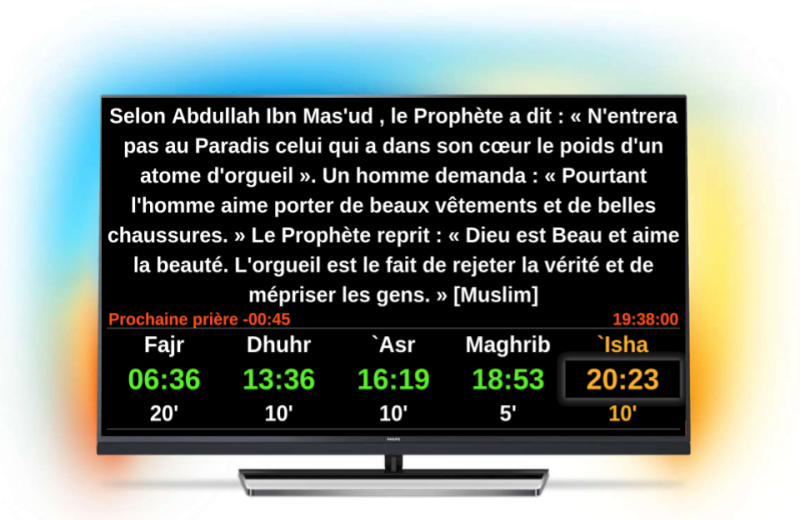 Selon Abdullah Ibn Mas'ud , le Prophète a dit : « N'entrera
pas au Paradis celui qui a dans son cœur le poids d'un
atome d'orgueil ». Un homme demanda : « Pourtant
l'homme aime porter de beaux vêtements et de belles
chaussures. » Le Prophète reprit : « Dieu est Beau et aime
la beauté. L'orgueil est le fait de rejeter la vérité et de
mépriser les gens. » [Muslim]
Prochaine prière -00:45 19:38:00
Fajr Dhuhr `Asr Maghrib `Isha
06:36 13:36 16:19 18:53 20:23
20' 10' 10' 5' 10'
PHILIPS